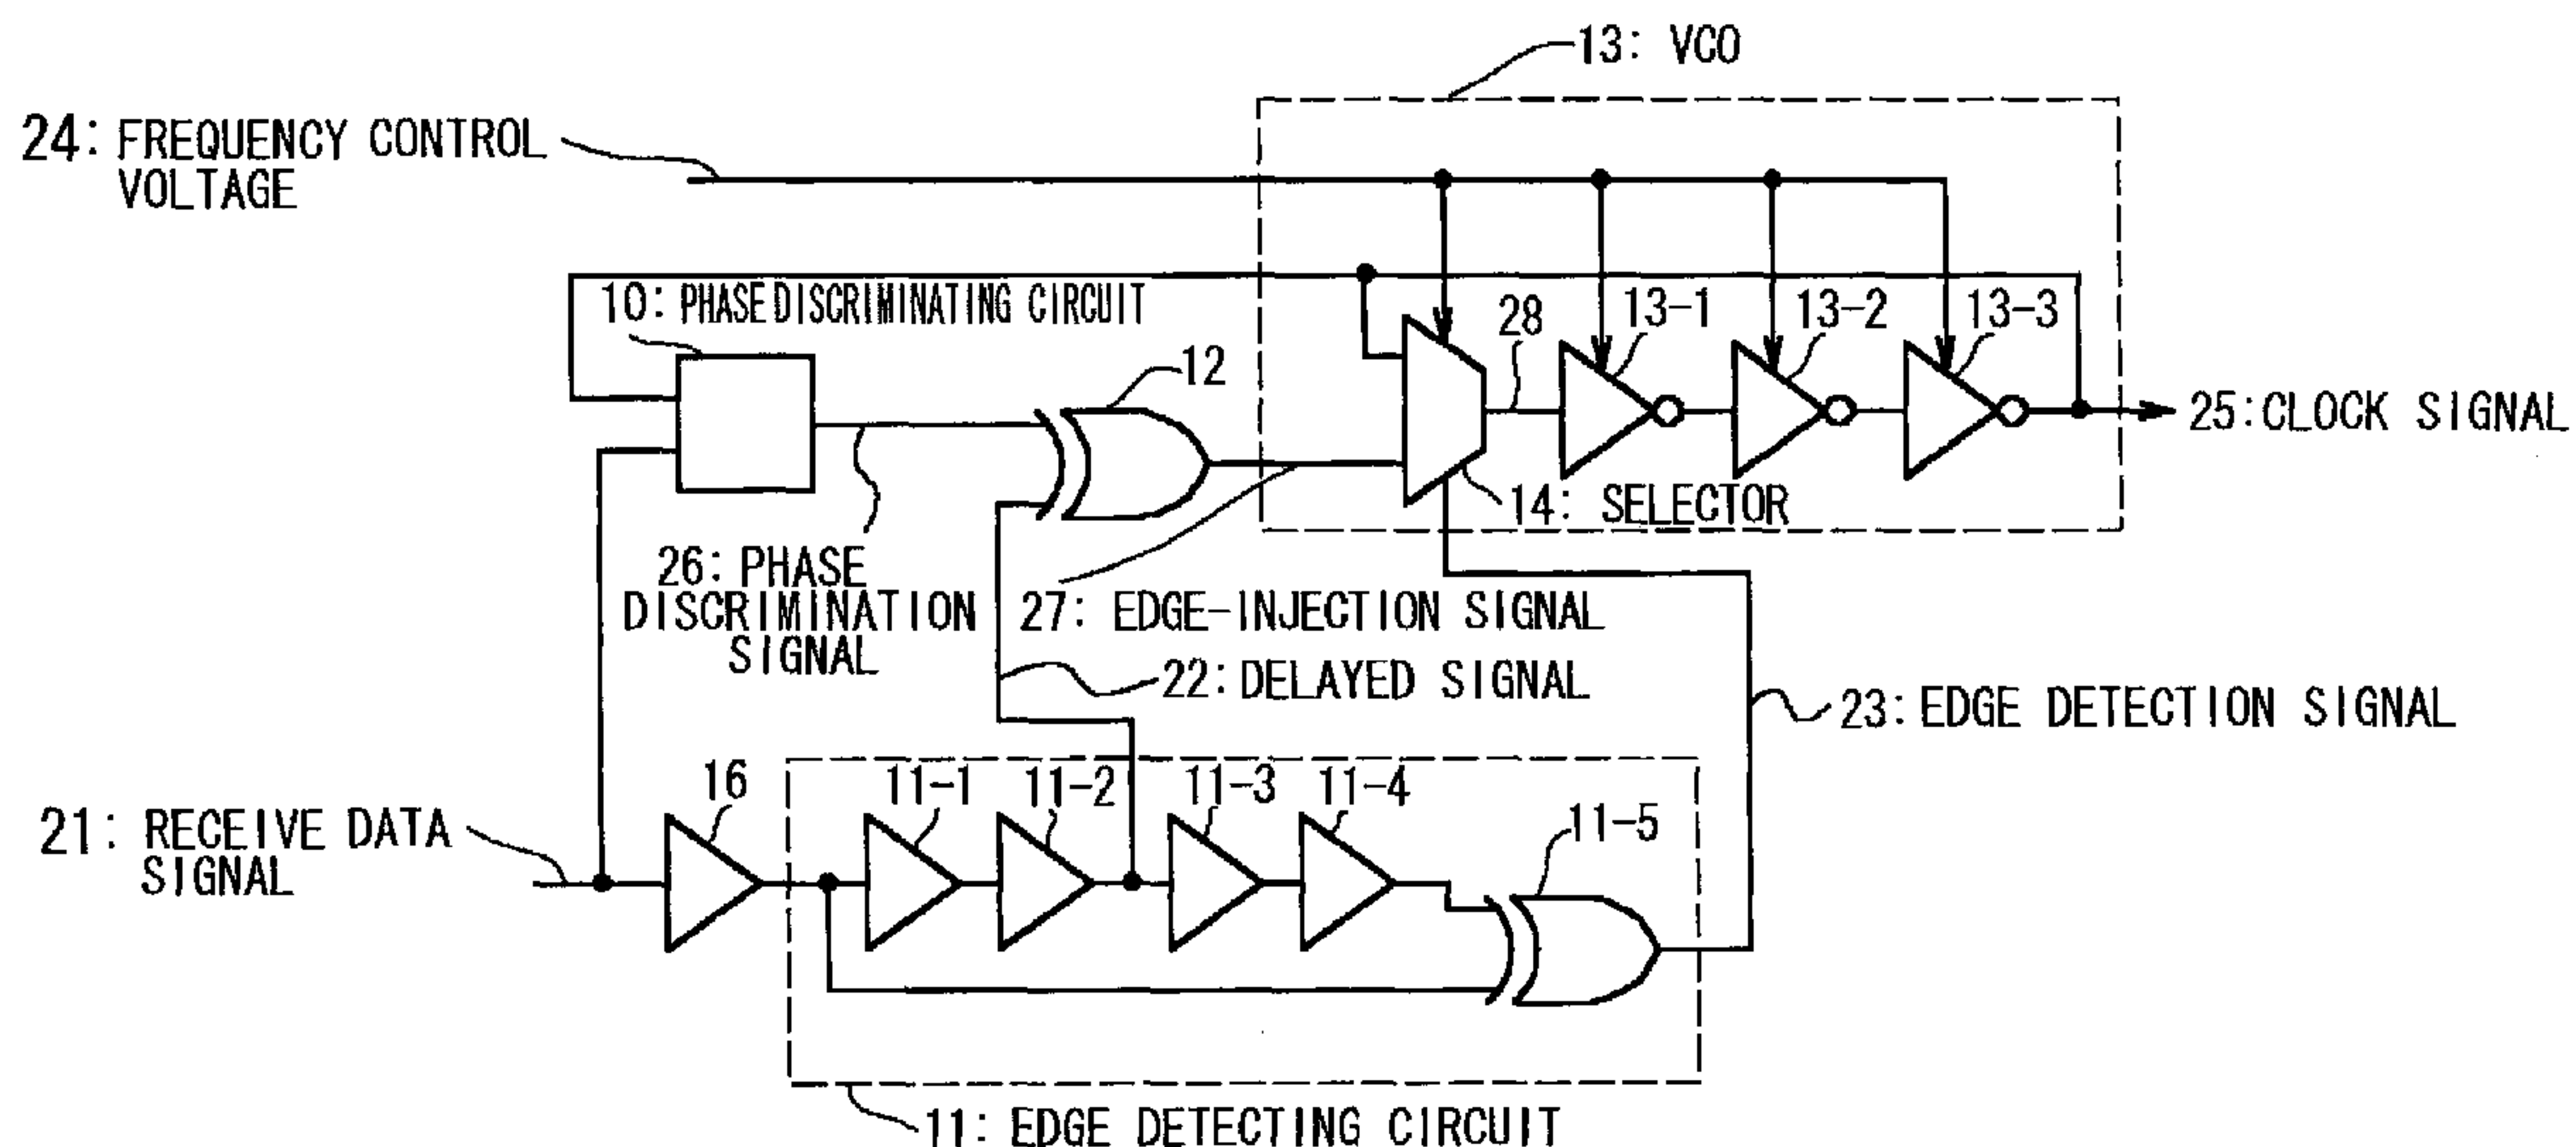 13: VCO
24: FREQUENCY CONTROL
VOLTAGE
10: PHASE DISCRIMINATING CIRCUIT
28
13-1
13-2
13-3
12
25: CLOCK SIGNAL
14: SELECTOR
26: PHASE
DISCRIMINATION
SIGNAL
27: EDGE-INJECTION SIGNAL
22: DELAYED SIGNAL
23: EDGE DETECTION SIGNAL
16
11-1
11-2
11-3
11-4
11-5
21: RECEIVE DATA
SIGNAL
11: EDGE DETECTING CIRCUIT